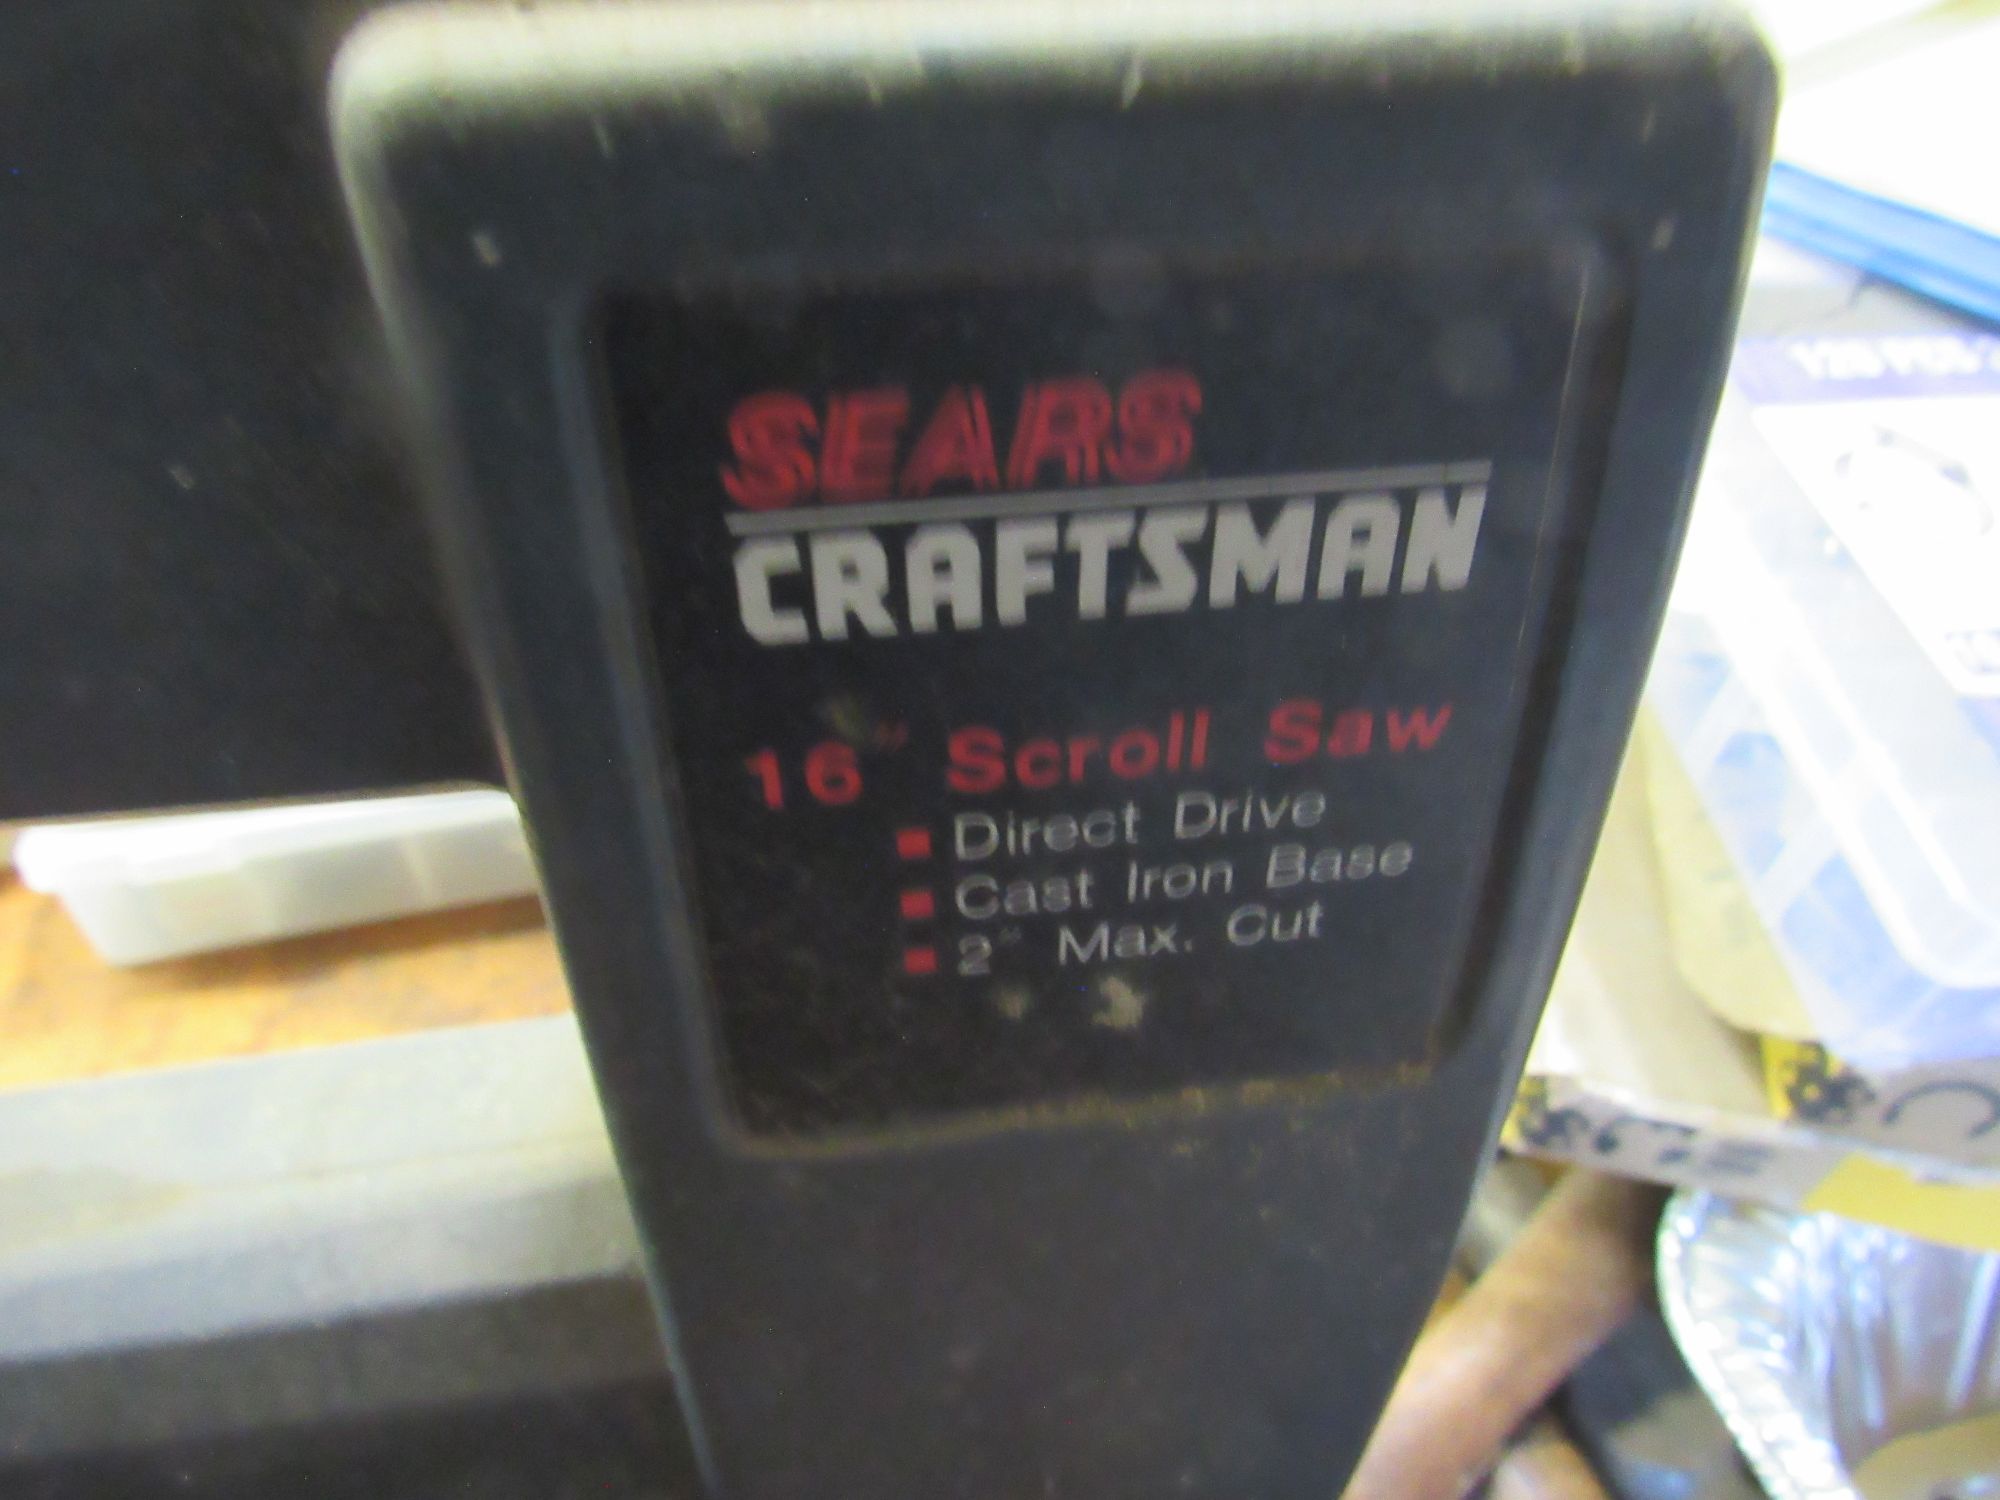 SEARS
CRAFTSMAN
16" Scroll Saw
Direct Drive
Cast Iron Base
2" Max. Cut